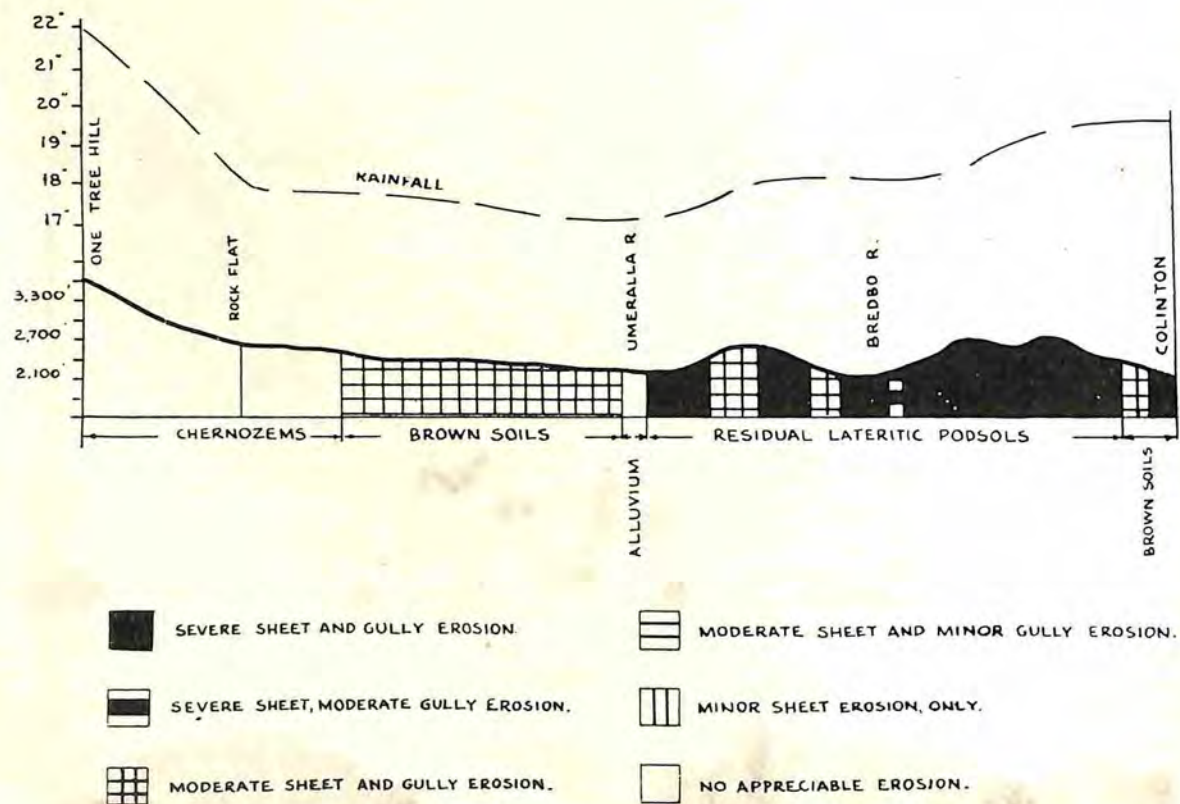 22"
21"
20"
19"
18"
17"
3,300'
2,700'
2,100'
ONE TREE HILL
ROCK FLAT
RAINFALL
UMERALLA R.
BREDBO R.
COLINTON
CHERNOZEMS
BROWN SOILS
ALLUVIUM
RESIDUAL LATERITIC PODSOLS
BROWN SOILS
SEVERE SHEET AND GULLY EROSION.
SEVERE SHEET, MODERATE GULLY EROSION.
MODERATE SHEET AND GULLY EROSION.
MODERATE SHEET AND MINOR GULLY EROSION.
MINOR SHEET EROSION, ONLY.
NO APPRECIABLE EROSION.